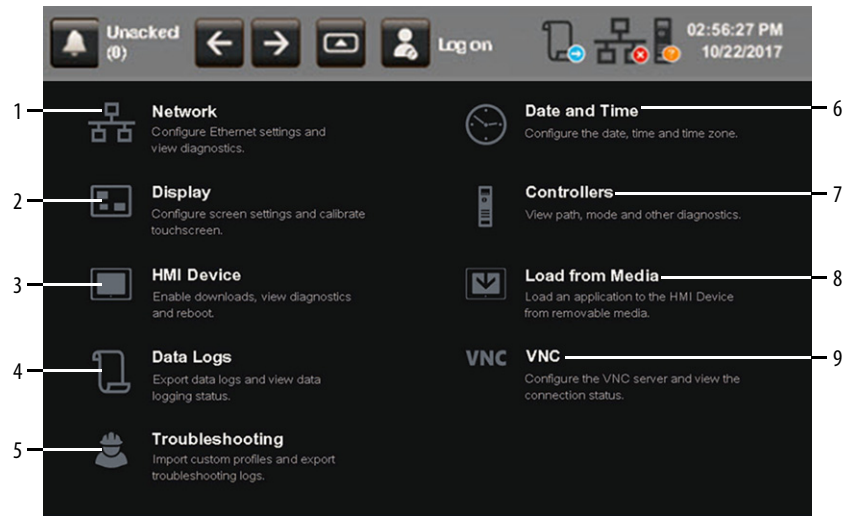 Unacked
(0)
Log on
02:56:27 PM
10/22/2017
1
Network
Configure Ethernet settings and
view diagnostics.
2
Display
Configure screen settings and calibrate
touchscreen.
3
HMI Device
Enable downloads, view diagnostics
and reboot.
4
Data Logs
Export data logs and view data
logging status.
5
Troubleshooting
Import custom profiles and export
troubleshooting logs.
Date and Time
6
Configure the date, time and time zone.
Controllers
7
View path, mode and other diagnostics.
Load from Media
8
Load an application to the HMI Device
from removable media.
VNC
VNC
9
Configure the VNC server and view the
connection status.